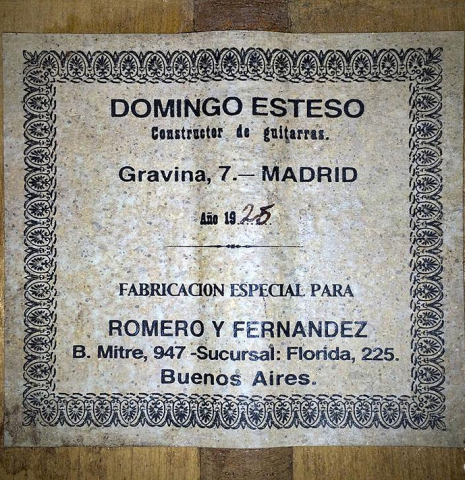 DOMINGO ESTESO
Constructor de guitarras.
Gravina, 7.— MADRID
Año 1925
FABRICACION ESPECIAL PARA
ROMERO Y FERNANDEZ
B. Mitre, 947 -Sucursal: Florida, 225.
Buenos Aires.